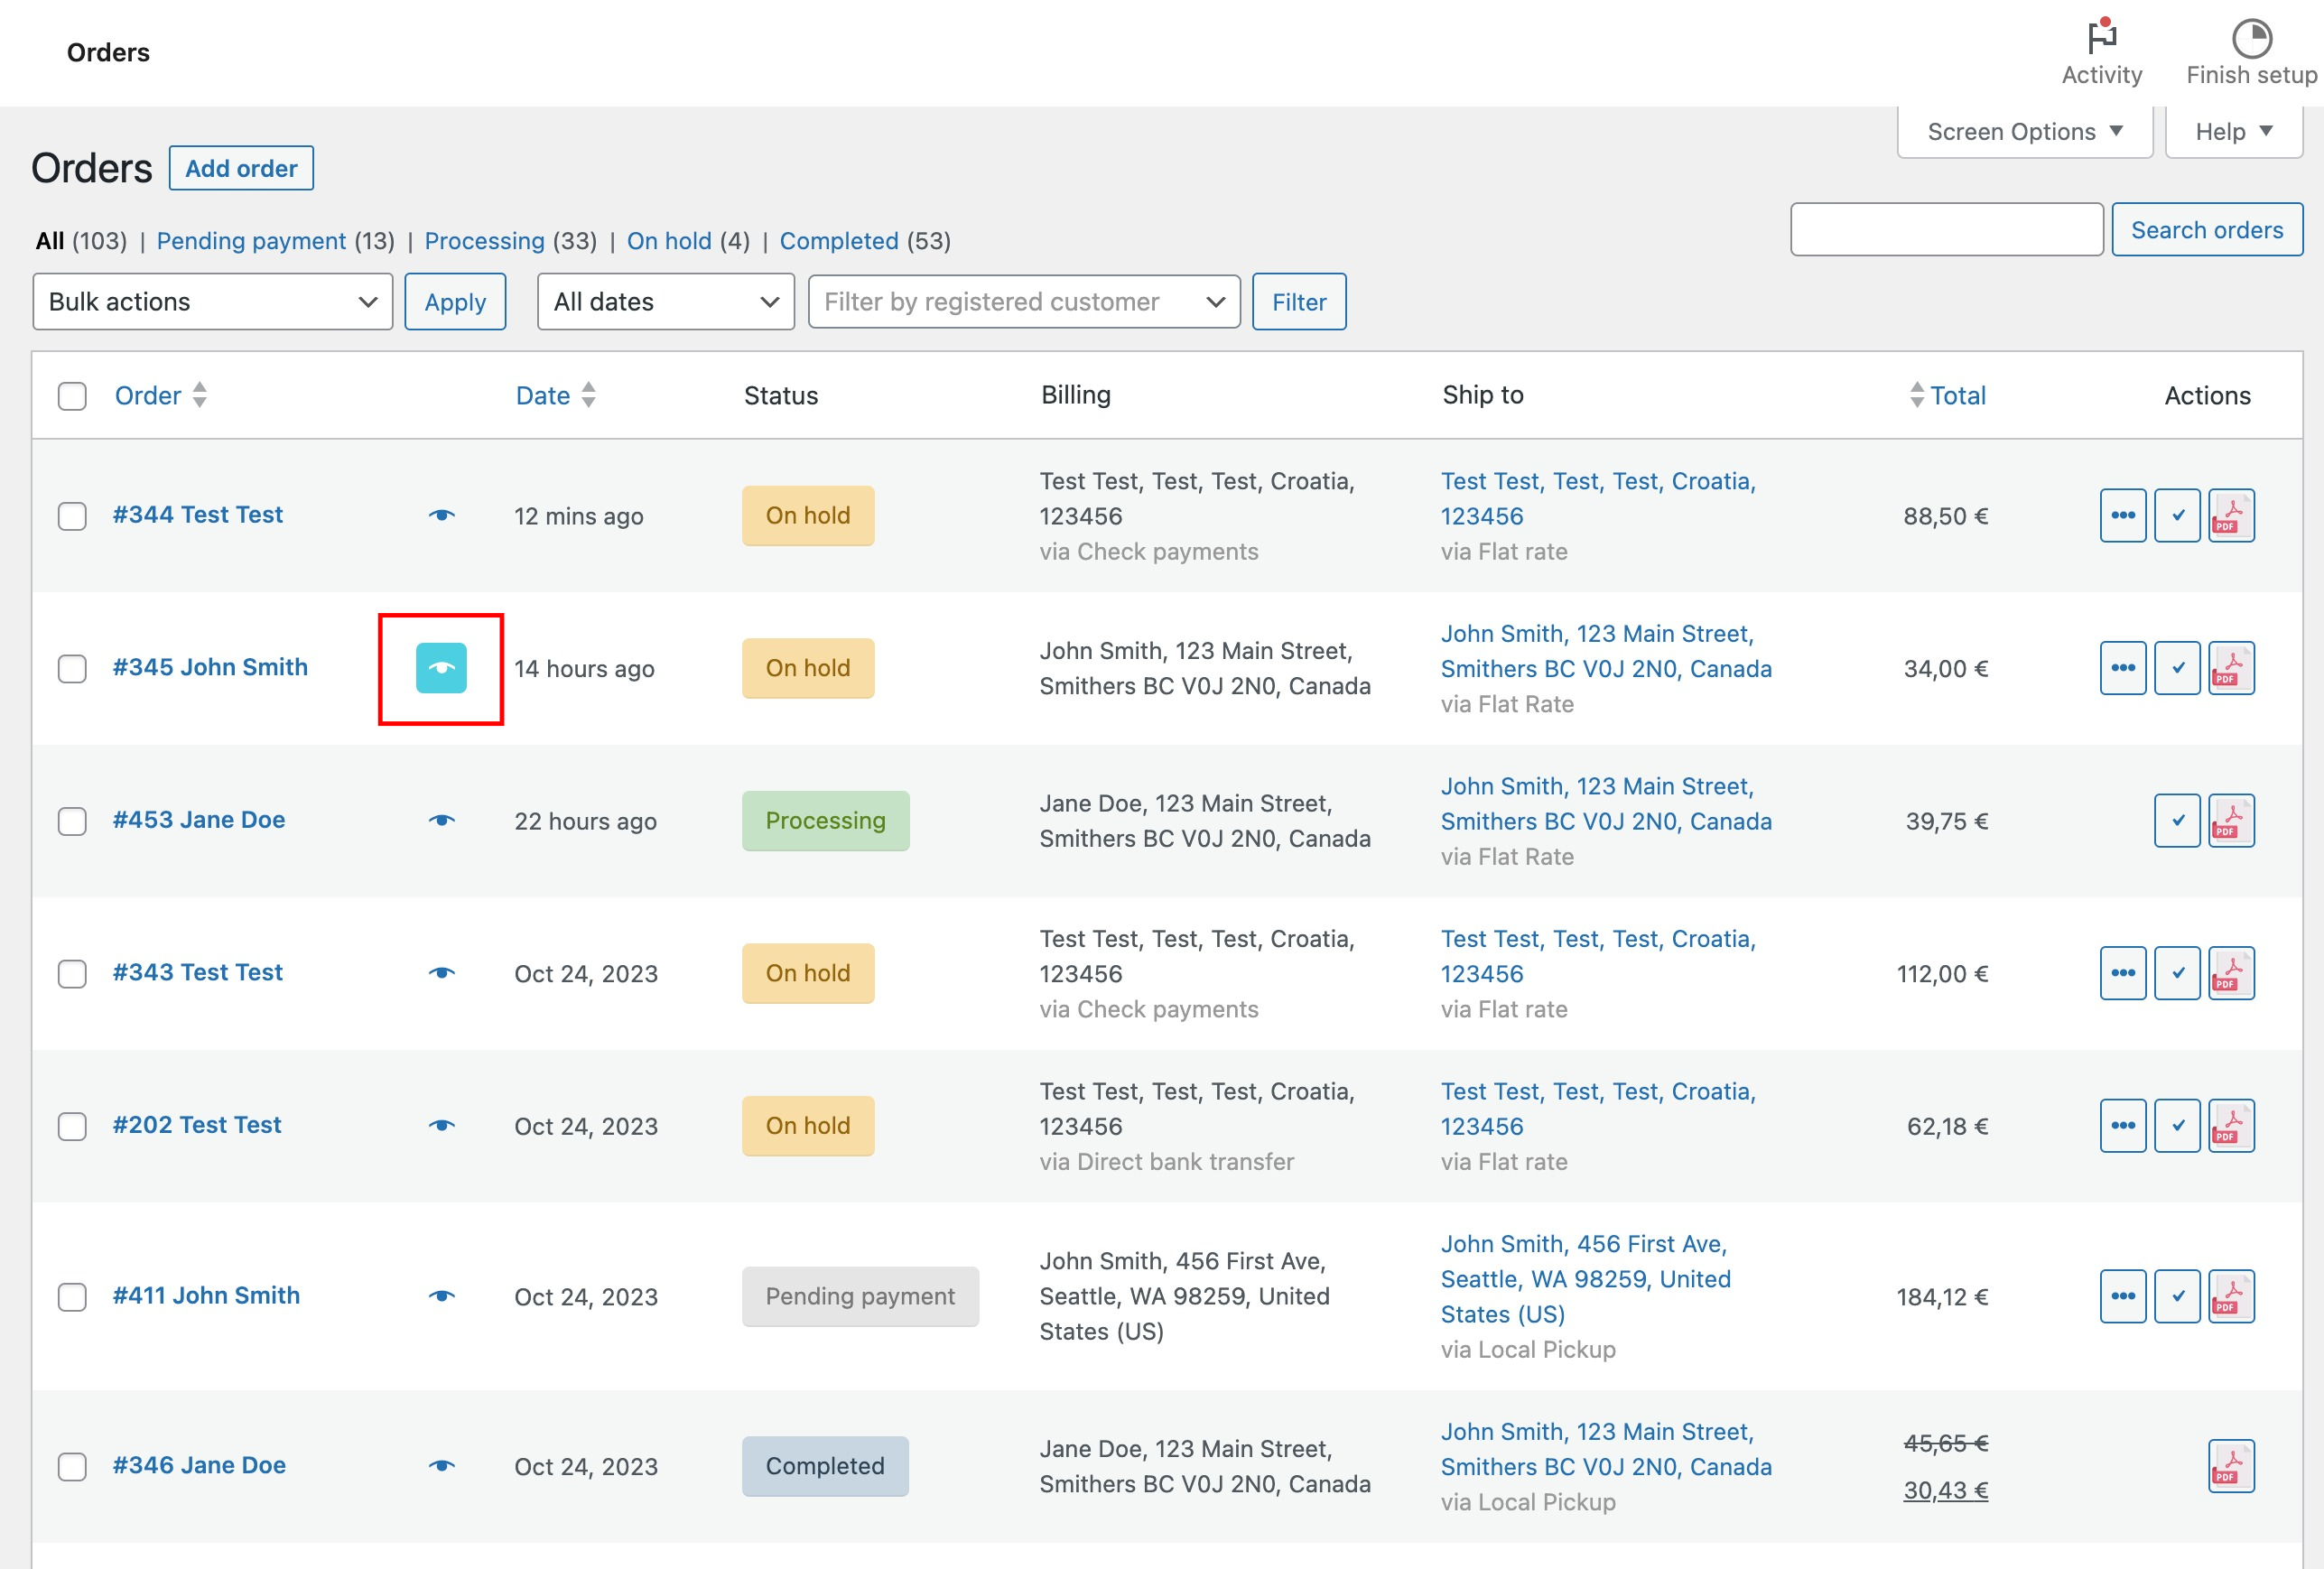 Orders
Activity
Finish setup
Screen Options ▼
Help ▼
Orders
Add order
All (103) | Pending payment (13) | Processing (33) | On hold (4) | Completed (53)
Search orders
Bulk actions
Apply
All dates
Filter by registered customer
Filter
Order
Date
Status
Billing
Ship to
Total
Actions
#344 Test Test
12 mins ago
On hold
Test Test, Test, Test, Croatia,
123456
via Check payments
Test Test, Test, Test, Croatia,
123456
via Flat rate
88,50 €
PDF
#345 John Smith
14 hours ago
On hold
John Smith, 123 Main Street,
Smithers BC V0J 2N0, Canada
John Smith, 123 Main Street,
Smithers BC V0J 2N0, Canada
via Flat Rate
34,00 €
PDF
#453 Jane Doe
22 hours ago
Processing
Jane Doe, 123 Main Street,
Smithers BC V0J 2N0, Canada
John Smith, 123 Main Street,
Smithers BC V0J 2N0, Canada
via Flat Rate
39,75 €
PDF
#343 Test Test
Oct 24, 2023
On hold
Test Test, Test, Test, Croatia,
123456
via Check payments
Test Test, Test, Test, Croatia,
123456
via Flat rate
112,00 €
PDF
#202 Test Test
Oct 24, 2023
On hold
Test Test, Test, Test, Croatia,
123456
via Direct bank transfer
Test Test, Test, Test, Croatia,
123456
via Flat rate
62,18 €
PDF
#411 John Smith
Oct 24, 2023
Pending payment
John Smith, 456 First Ave,
Seattle, WA 98259, United
States (US)
John Smith, 456 First Ave,
Seattle, WA 98259, United
States (US)
via Local Pickup
184,12 €
PDF
#346 Jane Doe
Oct 24, 2023
Completed
Jane Doe, 123 Main Street,
Smithers BC V0J 2N0, Canada
John Smith, 123 Main Street,
Smithers BC V0J 2N0, Canada
via Local Pickup
45,65 €
30,43 €
PDF